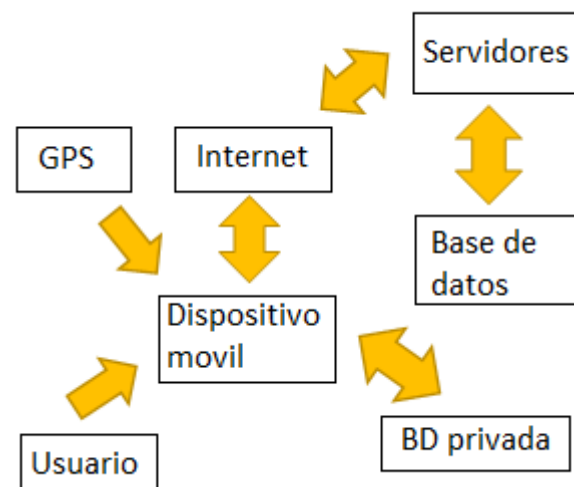 Servidores
GPS
Internet
Base de
datos
Dispositivo
movil
BD privada
Usuario